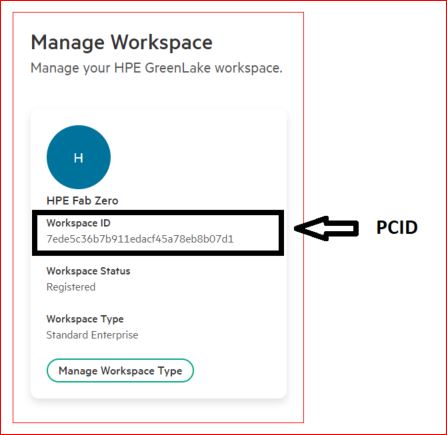 Manage Workspace
Manage your HPE GreenLake workspace.
H
HPE Fab Zero
Workspace ID
7ede5c36b7b911edacf45a78eb8b07d1
PCID
Workspace Status
Registered
Workspace Type
Standard Enterprise
Manage Workspace Type